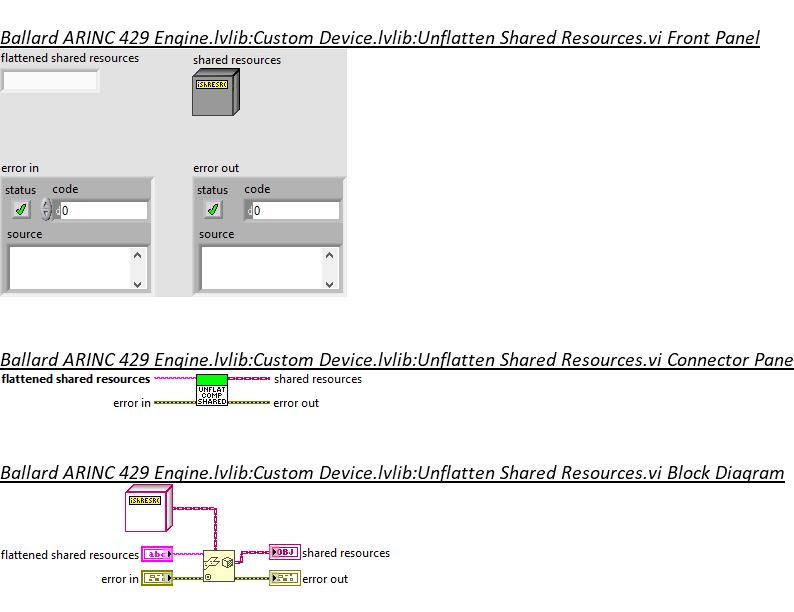 Ballard ARINC 429 Engine.lvlib:Custom Device.lvlib:Unflatten Shared Resources.vi Front Panel
flattened shared resources
shared resources
iShRESRC
error in
error out
status code
status code
d 0
d 0
source
source
Ballard ARINC 429 Engine.lvlib:Custom Device.lvlib:Unflatten Shared Resources.vi Connector Pane
flattened shared resources
shared resources
UNFLAT
COMP
SHARED
error in
error out
Ballard ARINC 429 Engine.lvlib:Custom Device.lvlib:Unflatten Shared Resources.vi Block Diagram
iShRESRC
flattened shared resources
abc
OBJ
shared resources
error in
error out